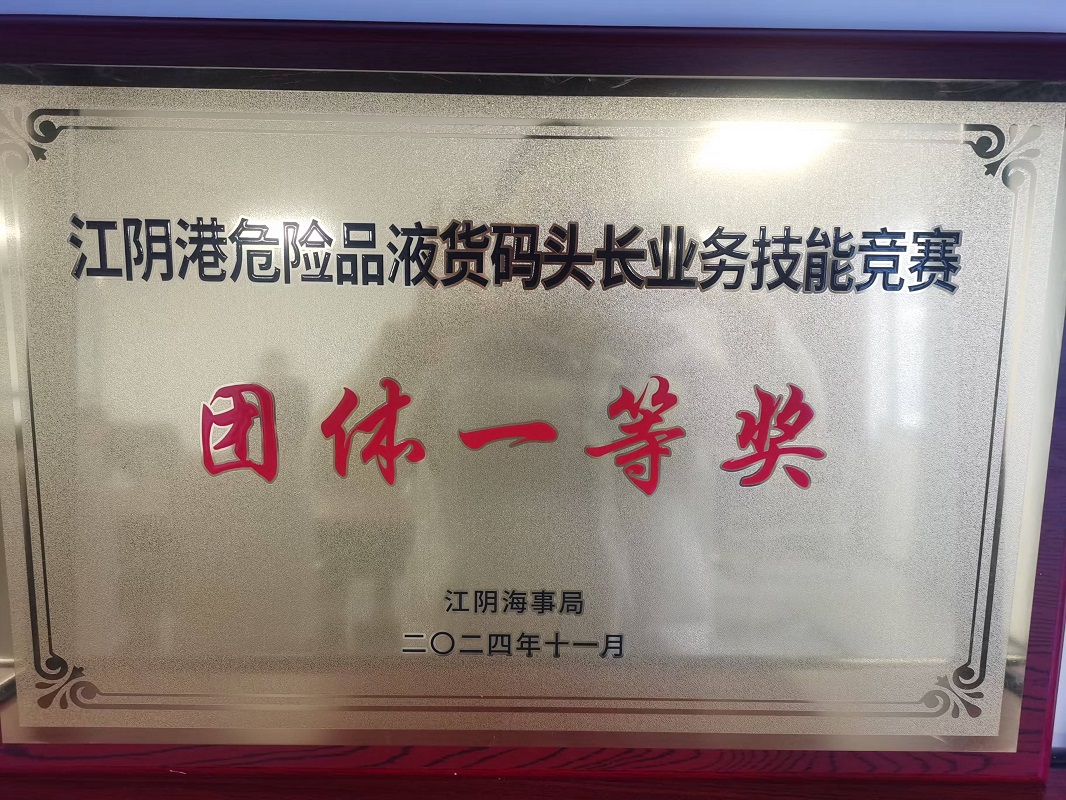 江阴港危险品液货码头长业务技能竞赛
团体一等奖
江阴海事局
二〇二四年十一月